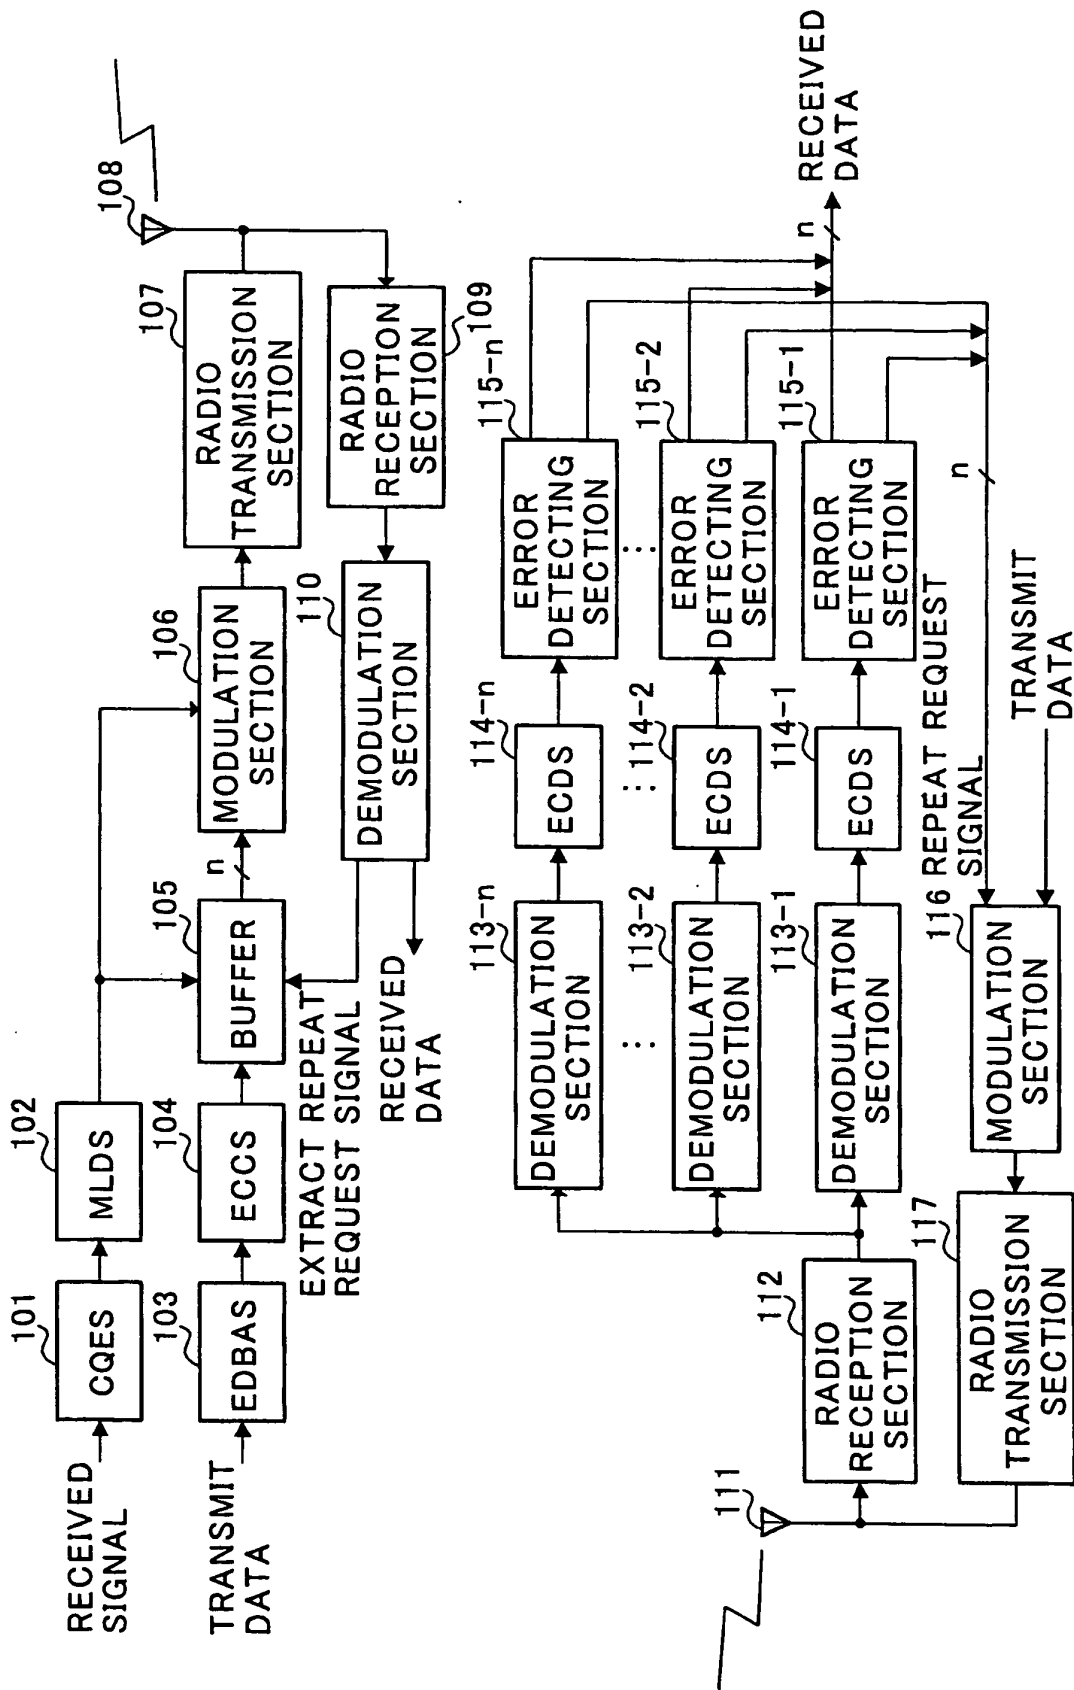 RECEIVED
SIGNAL
101
CQES
102
MLDS
TRANSMIT
DATA
103
EDBAS
104
ECCS
105
BUFFER
n
106
MODULATION
SECTION
107
RADIO
TRANSMISSION
SECTION
108
RADIO
RECEPTION
SECTION
109
110
DEMODULATION
SECTION
EXTRACT REPEAT
REQUEST SIGNAL
RECEIVED
DATA
111
112
RADIO
RECEPTION
SECTION
113-n
DEMODULATION
SECTION
114-n
ECDS
115-n
ERROR
DETECTING
SECTION
113-2
DEMODULATION
SECTION
114-2
ECDS
115-2
ERROR
DETECTING
SECTION
113-1
DEMODULATION
SECTION
114-1
ECDS
115-1
ERROR
DETECTING
SECTION
n
RECEIVED
DATA
n
REPEAT REQUEST
SIGNAL
TRANSMIT
DATA
116
MODULATION
SECTION
117
RADIO
TRANSMISSION
SECTION